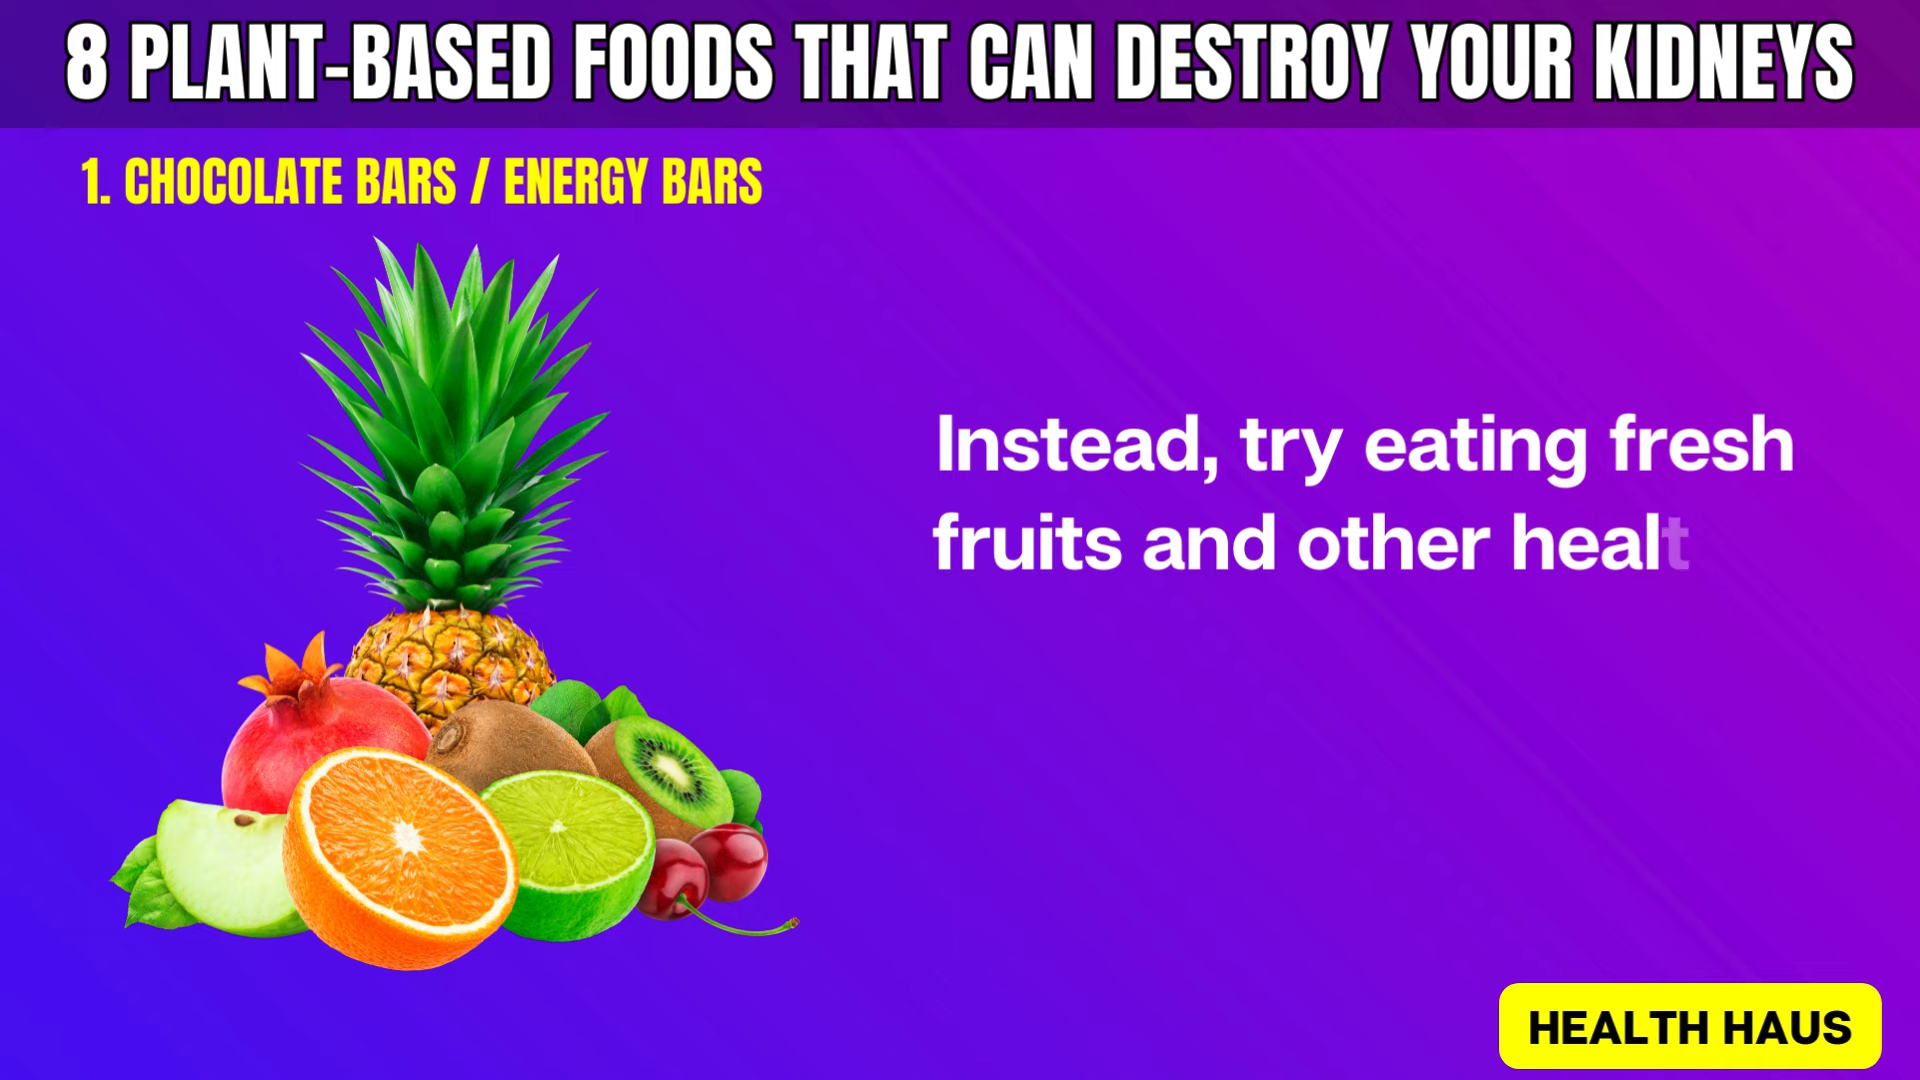 8 PLANT-BASED FOODS THAT CAN DESTROY YOUR KIDNEYS
1. CHOCOLATE BARS / ENERGY BARS
Instead, try eating fresh
fruits and other healt
HEALTH HAUS